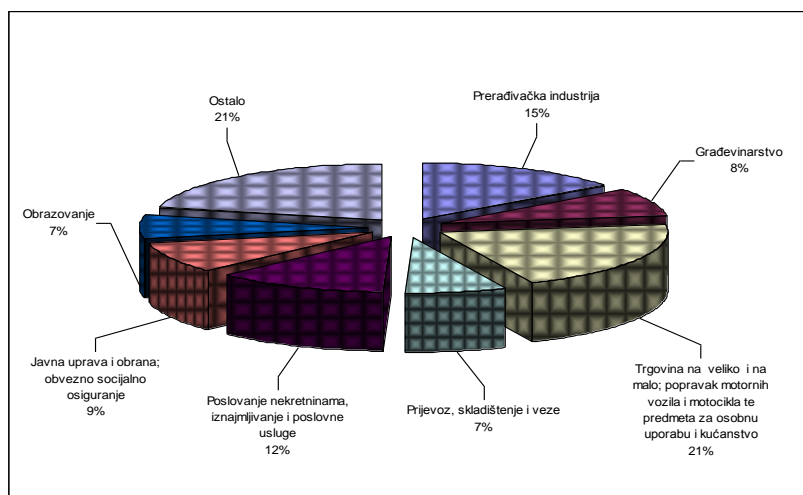 Ostalo
21%
Prerađivačka industrija
15%
Građevinarstvo
8%
Obrazovanje
7%
Javna uprava i obrana;
obvezno socijalno
osiguranje
9%
Poslovanje nekretninama,
iznajmljivanje i poslovne
usluge
12%
Prijevoz, skladištenje i veze
7%
Trgovina na veliko i na
malo; popravak motornih
vozila i motocikla te
predmeta za osobnu
uporabu i kućanstvo
21%